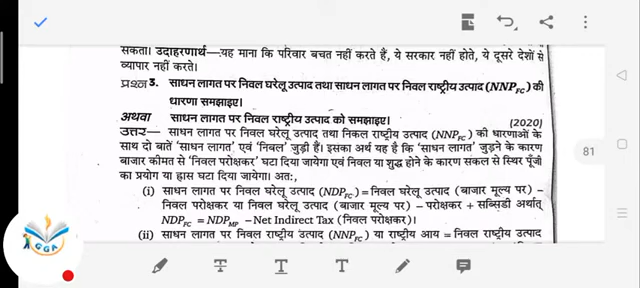 सकता। उदाहरणार्थ—यह माना कि परिवार बचत नहीं करते हैं, ये सरकार नहीं होते, ये दूसरे देशों से
व्यापार नहीं करते।
प्रश्न 3. साधन लागत पर निवल घरेलू उत्पाद तथा साधन लागत पर निवल राष्ट्रीय उत्पाद (NNPFC) की
धारणा समझाइए।
अथवा साधन लागत पर निवल राष्ट्रीय उत्पाद को समझाइए। (2020)
उत्तर— साधन लागत पर निवल घरेलू उत्पाद तथा निकल राष्ट्रीय उत्पाद (NNPFC) की धारणाओं के
साथ दो बातें 'साधन लागत' एवं 'निवल' जुड़ी हैं। इसका अर्थ यह है कि 'साधन लागत' जुड़ने के कारण
बाजार कीमत से 'निवल परोक्षकर' घटा दिया जायेगा एवं निवल या शुद्ध होने के कारण संकल से स्थिर पूँजी
का प्रयोग या ह्रास घटा दिया जायेगा। अतः,
(i) साधन लागत पर निवल घरेलू उत्पाद (NDPFC) = निवल घरेलू उत्पाद (बाजार मूल्य पर) –
निवल परोक्षकर या निवल घरेलू उत्पाद (बाजार मूल्य पर) – परोक्षकर + सब्सिडी अर्थात्
NDPFC = NDPMP – Net Indirect Tax (निवल परोक्षकर)।
(ii) साधन लागत पर निवल राष्ट्रीय उत्पाद (NNPFC) या राष्ट्रीय आय = निवल राष्ट्रीय उत्पाद
81
GGA